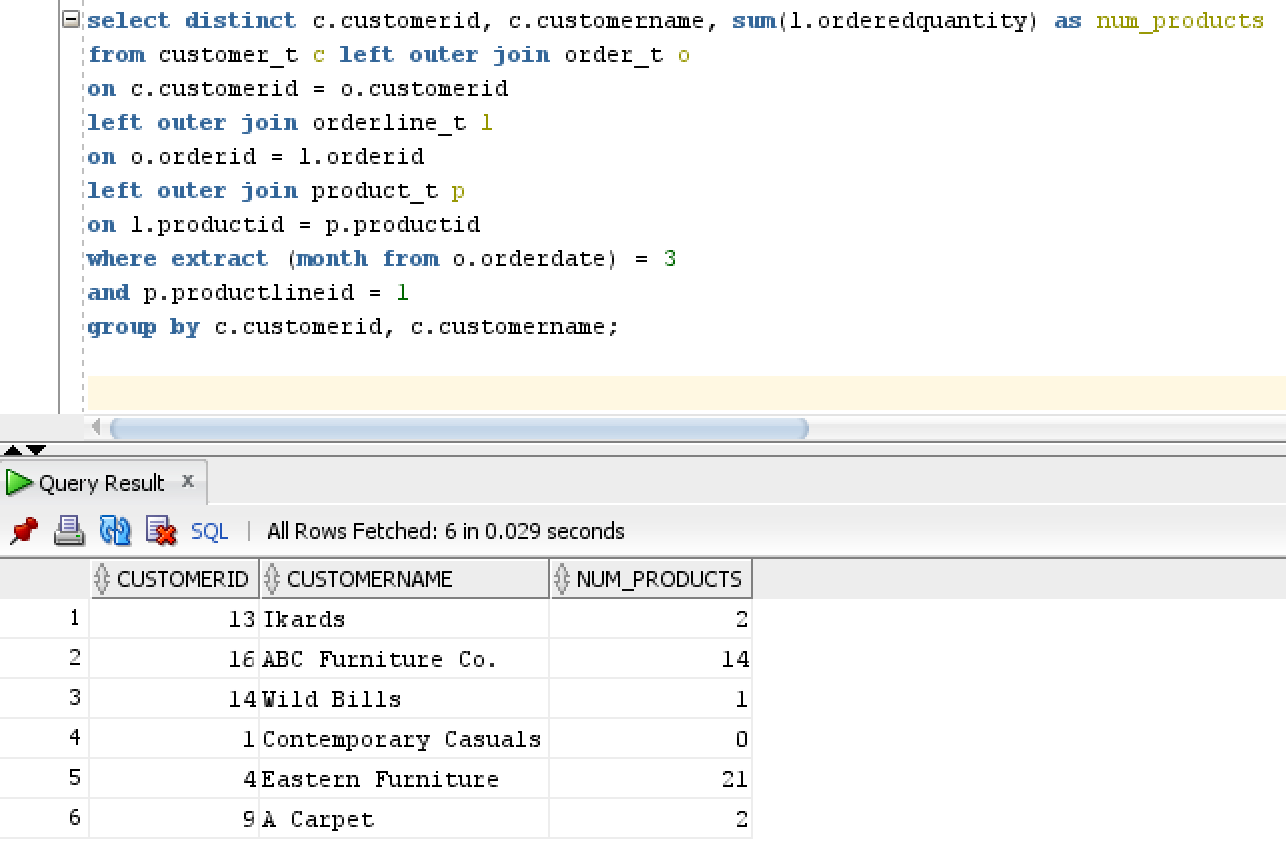 select distinct c.customerid, c.customername, sum(l.orderedquantity) as num_products
from customer_t c left outer join order_t o
on c.customerid = o.customerid
left outer join orderline_t l
on o.orderid = l.orderid
left outer join product_t p
on l.productid = p.productid
where extract (month from o.orderdate) = 3
and p.productlineid = 1
group by c.customerid, c.customername;
Query Result x
SQL | All Rows Fetched: 6 in 0.029 seconds
CUSTOMERID CUSTOMERNAME NUM_PRODUCTS
1 13 Ikards 2
2 16 ABC Furniture Co. 14
3 14 Wild Bills 1
4 1 Contemporary Casuals 0
5 4 Eastern Furniture 21
6 9 A Carpet 2